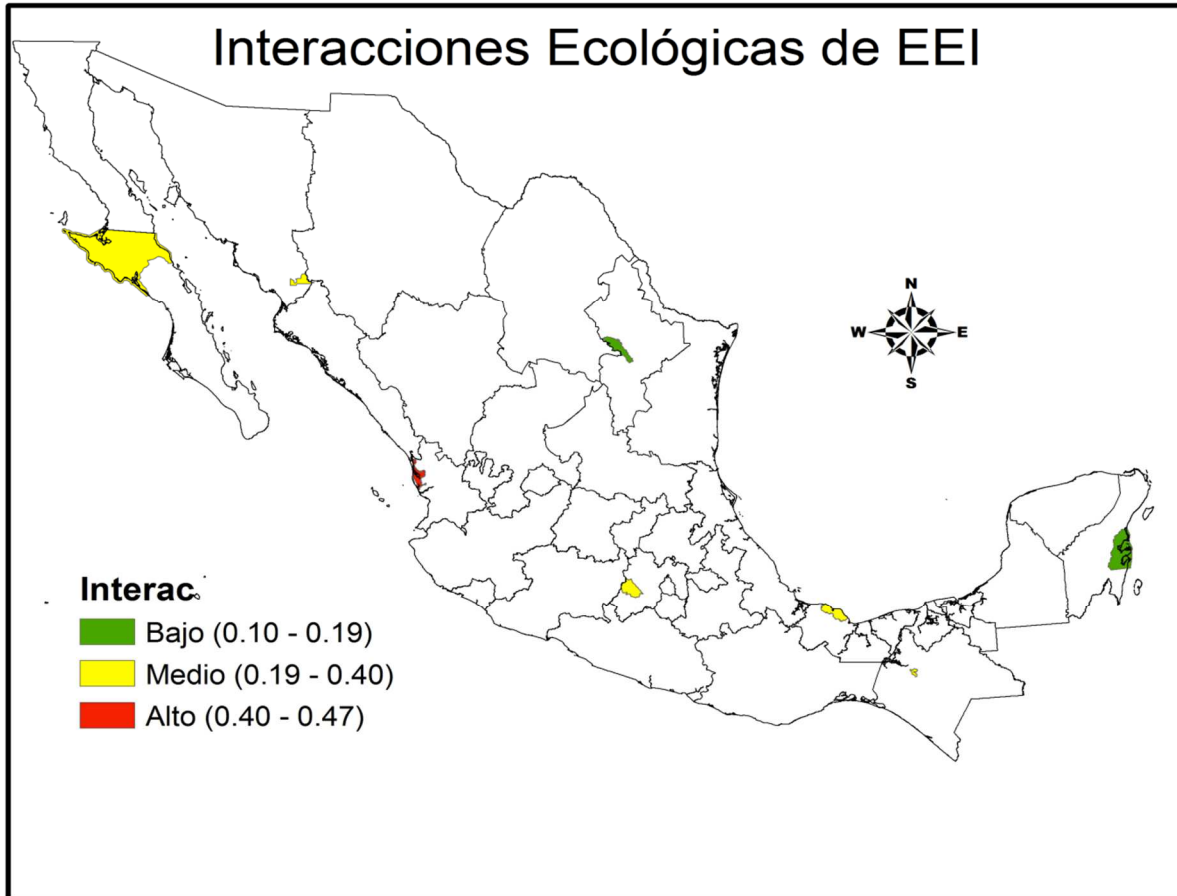 Interacciones Ecológicas de EEI
N
W
E
S
Interac
Bajo (0.10 - 0.19)
Medio (0.19 - 0.40)
Alto (0.40 - 0.47)